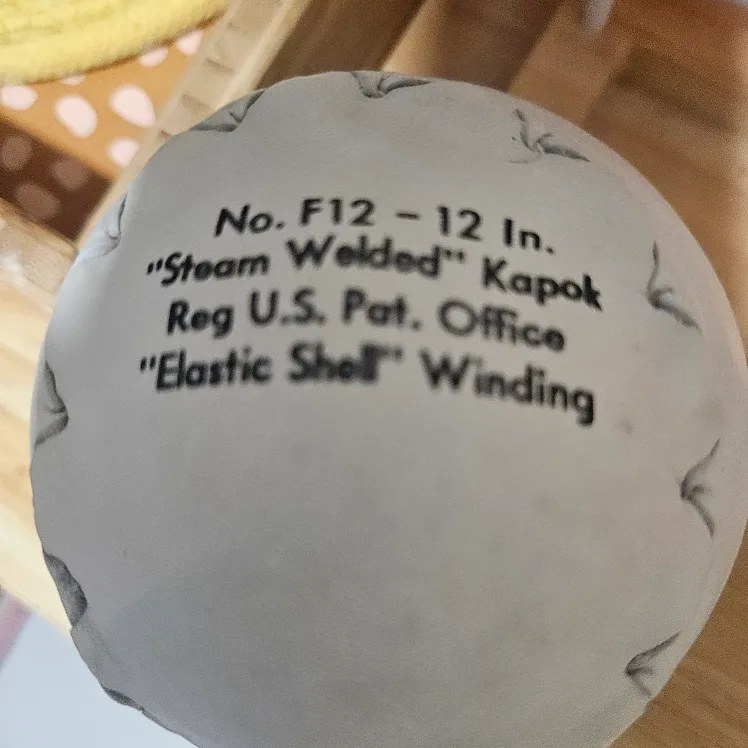 No. F12 - 12 In.
"Steam Welded" Kapok
Reg U.S. Pat. Office
"Elastic Shell" Winding